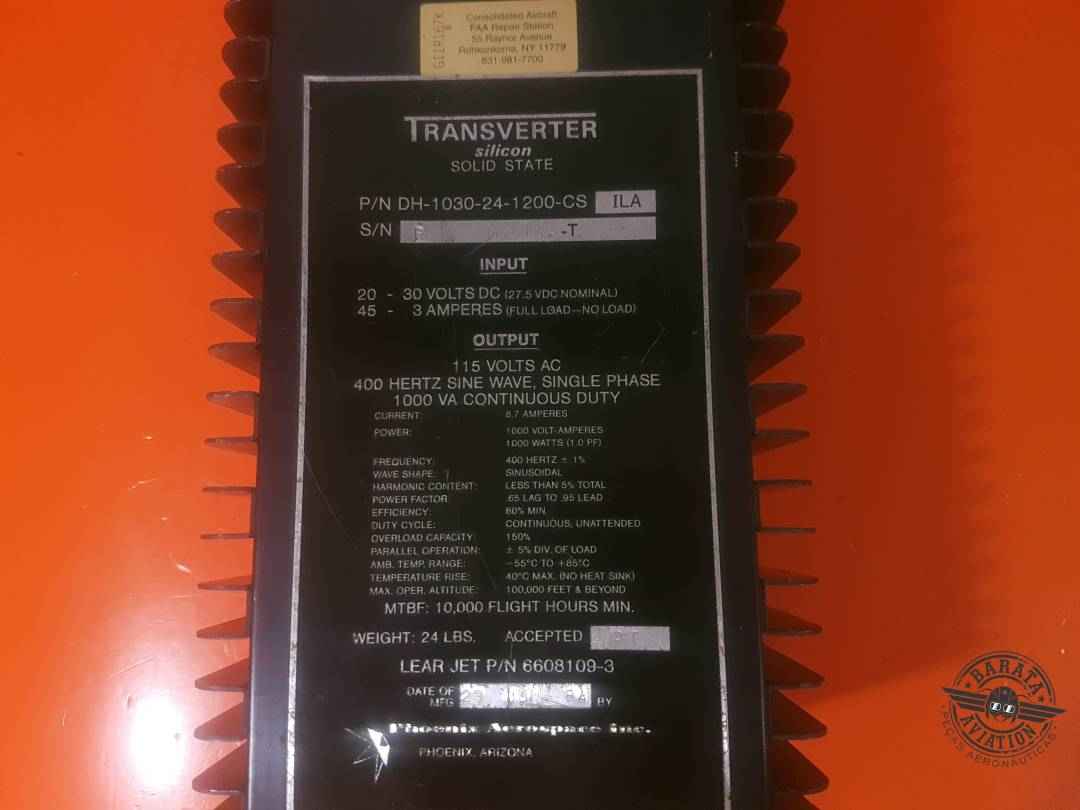 Consolidated Aircraft
FAA Repair Station
55 Raynor Avenue
Ronkonkoma, NY 11779
631-981-7700
TRANSVERTER
silicon
SOLID STATE
P/N DH-1030-24-1200-CS ILA
S/N -T
INPUT
20 - 30 VOLTS DC (27.5 VDC NOMINAL)
45 - 3 AMPERES (FULL LOAD—NO LOAD)
OUTPUT
115 VOLTS AC
400 HERTZ SINE WAVE, SINGLE PHASE
1000 VA CONTINUOUS DUTY
CURRENT: 8.7 AMPERES
POWER: 1000 VOLT-AMPERES
1000 WATTS (1.0 PF)
FREQUENCY: 400 HERTZ ± .1%
WAVE SHAPE: SINUSOIDAL
HARMONIC CONTENT: LESS THAN 5% TOTAL
POWER FACTOR: .65 LAG TO .95 LEAD
EFFICIENCY: 80% MIN.
DUTY CYCLE: CONTINUOUS, UNATTENDED
OVERLOAD CAPACITY: 150%
PARALLEL OPERATION: ± 5% DIV. OF LOAD
AMB. TEMP. RANGE: −55°C TO +85°C
TEMPERATURE RISE: 40°C MAX. (NO HEAT SINK)
MAX. OPER. ALTITUDE: 100,000 FEET & BEYOND
MTBF: 10,000 FLIGHT HOURS MIN.
WEIGHT: 24 LBS. ACCEPTED
LEAR JET P/N 6608109-3
DATE OF
MFG BY
Phoenix Aerospace Inc.
PHOENIX, ARIZONA
BARATA
AVIATION
PEÇAS AERONÁUTICAS